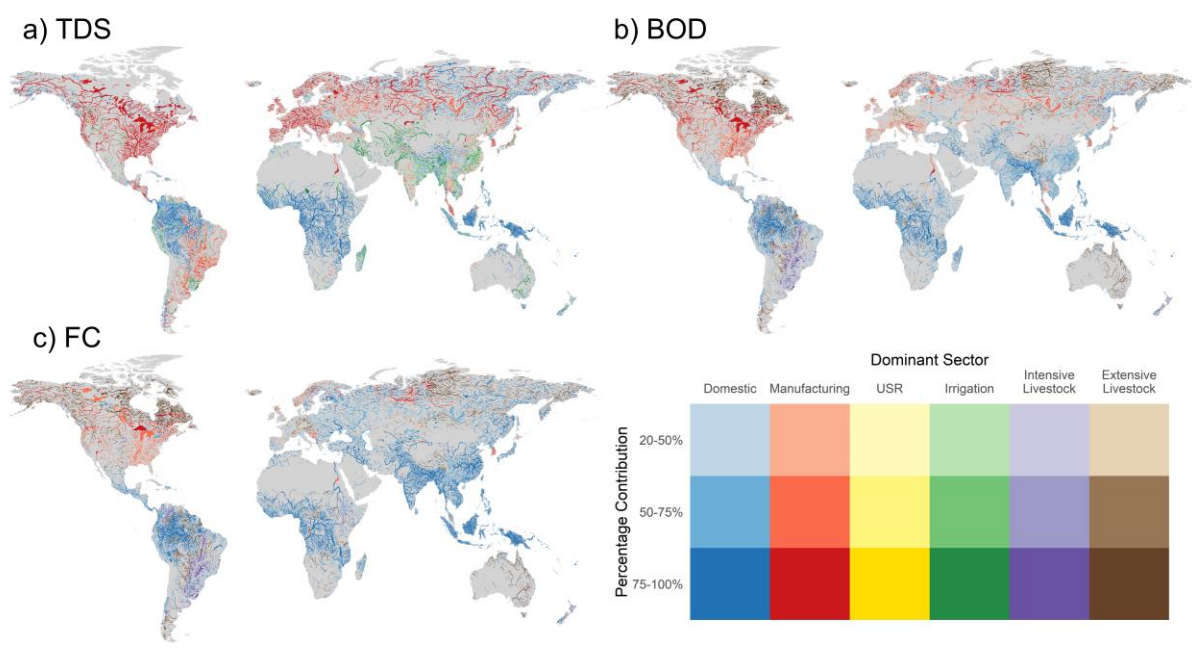 a) TDS
b) BOD
c) FC
Dominant Sector
Domestic Manufacturing USR Irrigation Intensive Livestock Extensive Livestock
Percentage Contribution
20-50%
50-75%
75-100%